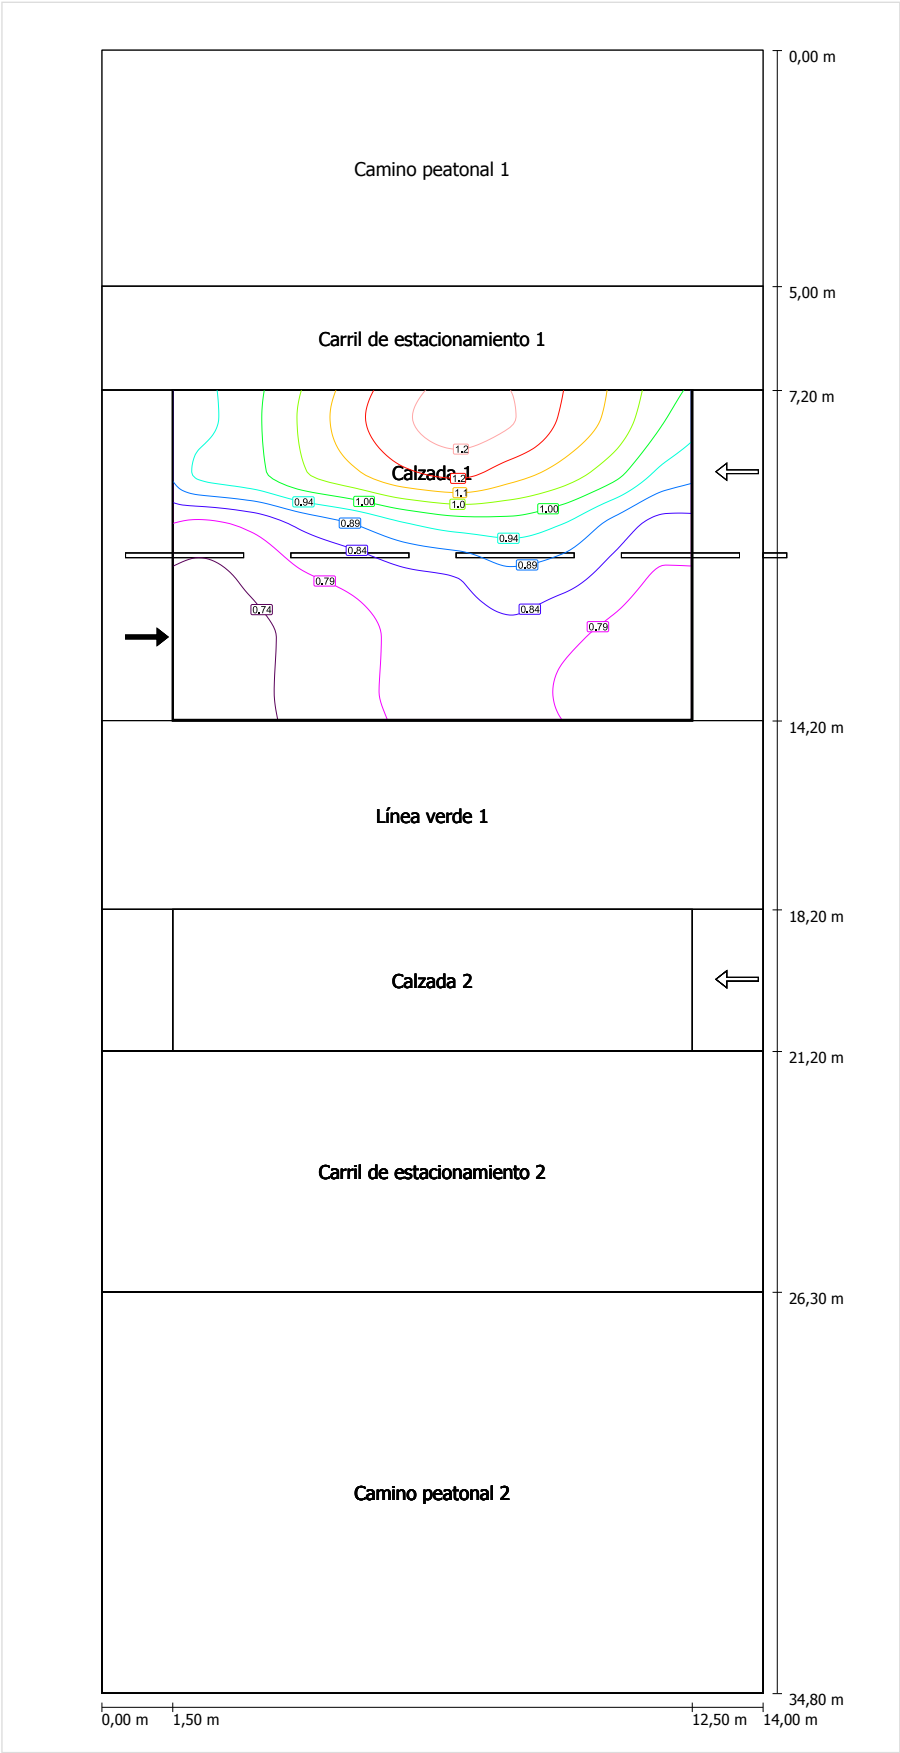 0,00 m
Camino peatonal 1
5,00 m
Carril de estacionamiento 1
7,20 m
1.2
Calzada 1
1.2
1.1
1.0
0.94
1.00
1.00
0.89
0.94
0.84
0.89
0.79
0.74
0.84
0.79
14,20 m
Línea verde 1
18,20 m
Calzada 2
21,20 m
Carril de estacionamiento 2
26,30 m
Camino peatonal 2
34,80 m
0,00 m 1,50 m 12,50 m 14,00 m